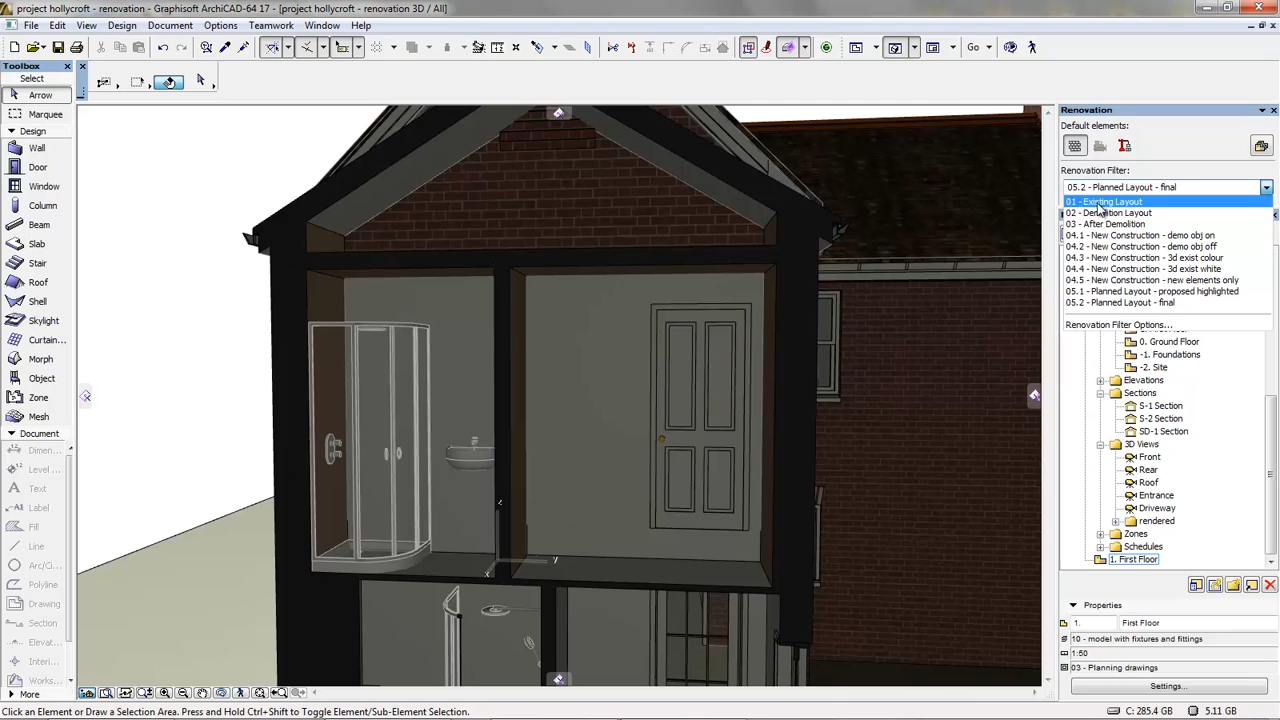 project hollycroft - renovation - Graphisoft ArchiCAD-64 17 - [project hollycroft - renovation 3D / All]
File Edit View Design Document Options Teamwork Window Help
Go
Toolbox
Select
Arrow
Marquee
Design
Wall
Door
Window
Column
Beam
Slab
Stair
Roof
Shell
Skylight
Curtain...
Morph
Object
Zone
Mesh
Document
Dimen...
Level ...
Text
Label
Fill
Line
Arc/Ci...
Polyline
Drawing
Section
Elevat...
Interi...
Works...
More
z
y
x
Renovation
Default elements:
Renovation Filter:
05.2 - Planned Layout - final
01 - Existing Layout
02 - Demolition Layout
03 - After Demolition
04.1 - New Construction - demo obj on
04.2 - New Construction - demo obj off
04.3 - New Construction - 3d exist colour
04.4 - New Construction - 3d exist white
04.5 - New Construction - new elements only
05.1 - Planned Layout - proposed highlighted
05.2 - Planned Layout - final
Renovation Filter Options...
0. Ground Floor
-1. Foundations
-2. Site
Elevations
Sections
S-1 Section
S-2 Section
SD-1 Section
3D Views
Front
Rear
Roof
Entrance
Driveway
rendered
Zones
Schedules
1. First Floor
Properties
1. First Floor
10 - model with fixtures and fittings
1:50
03 - Planning drawings
Settings...
Click an Element or Draw a Selection Area. Press and Hold Ctrl+Shift to Toggle Element/Sub-Element Selection.
C: 285.4 GB 5.11 GB